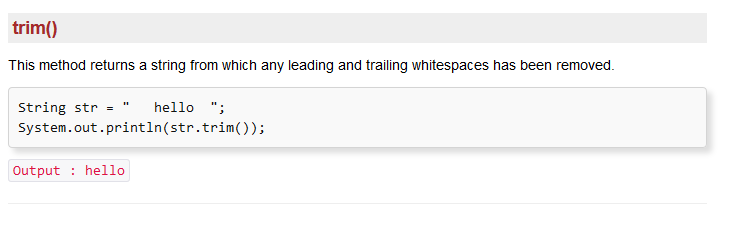 trim()
This method returns a string from which any leading and trailing whitespaces has been removed.
String str = "   hello  ";
System.out.println(str.trim());
Output : hello